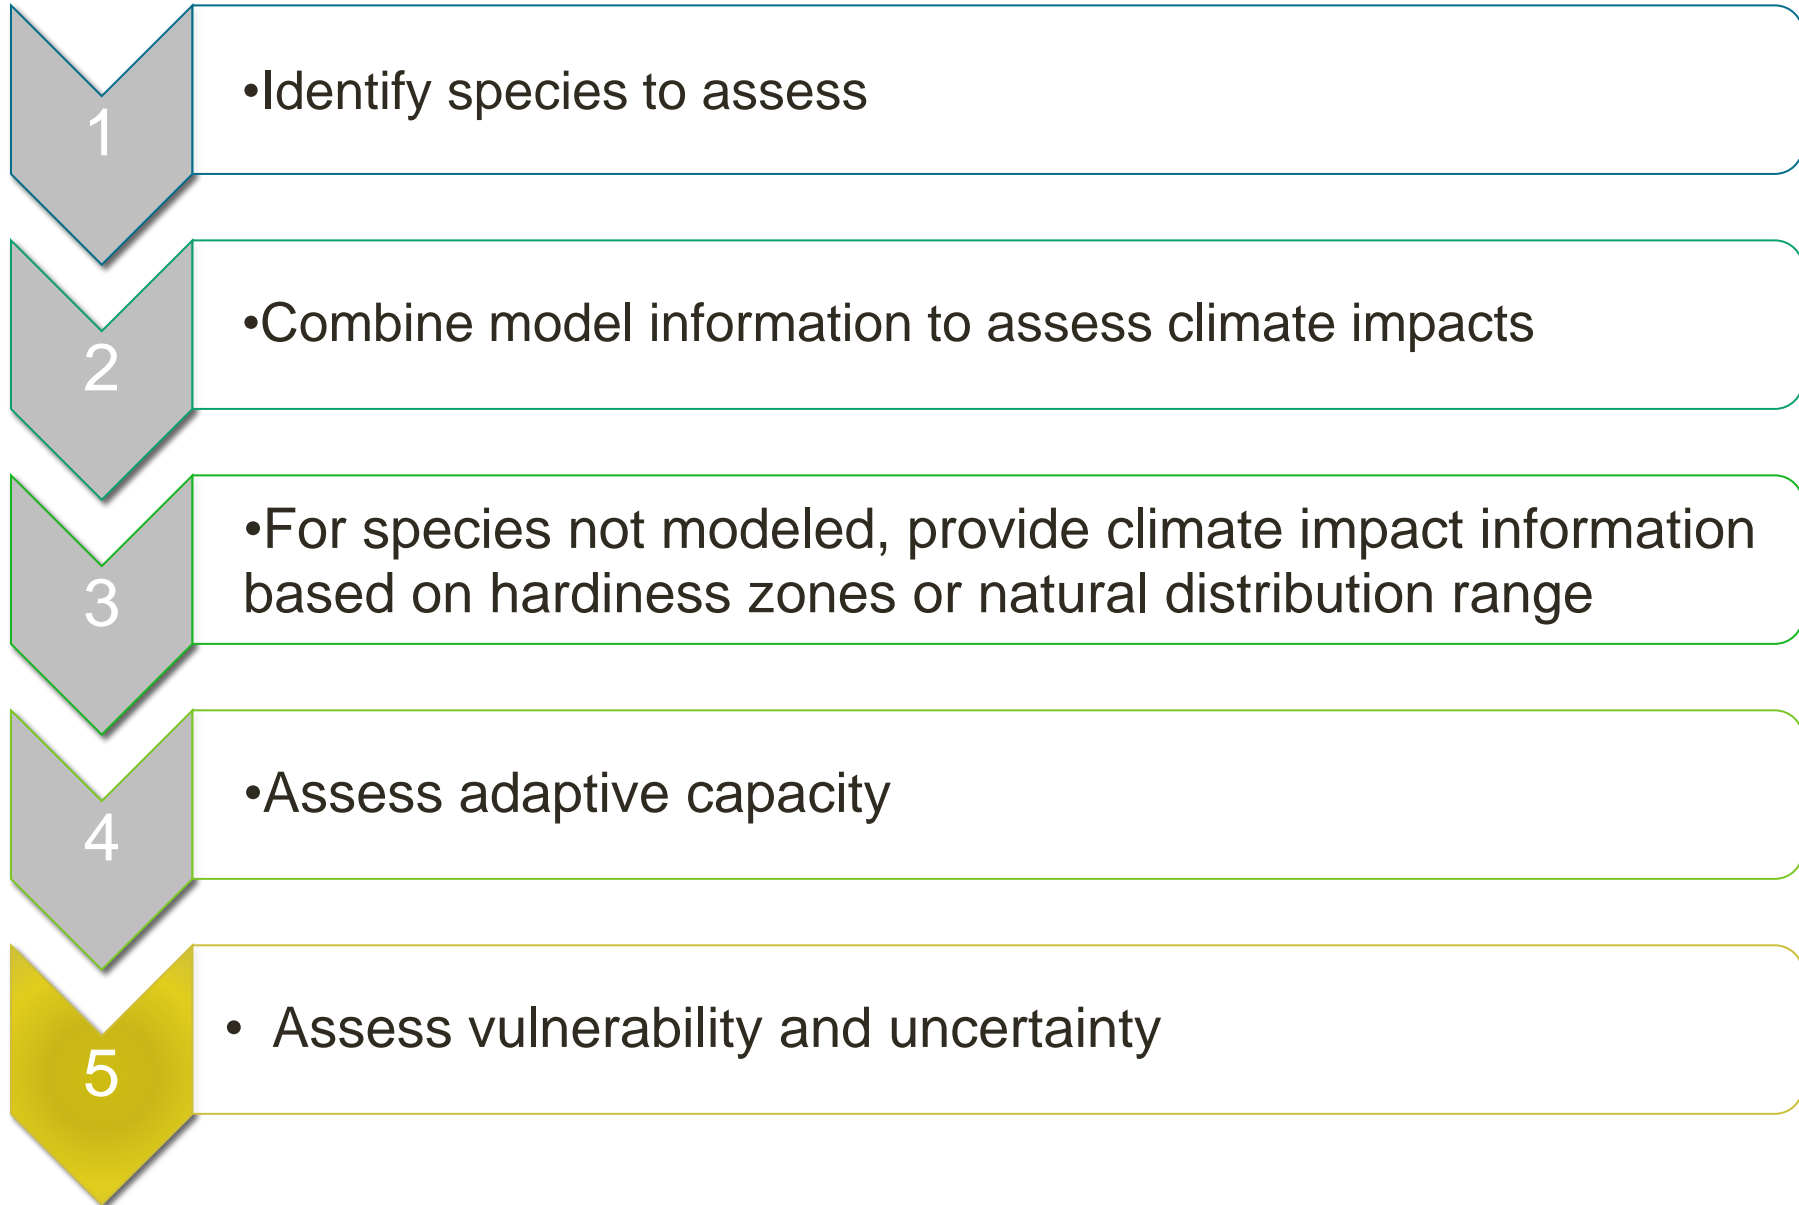 1
•Identify species to assess
2
•Combine model information to assess climate impacts
3
•For species not modeled, provide climate impact information
based on hardiness zones or natural distribution range
4
•Assess adaptive capacity
5
• Assess vulnerability and uncertainty